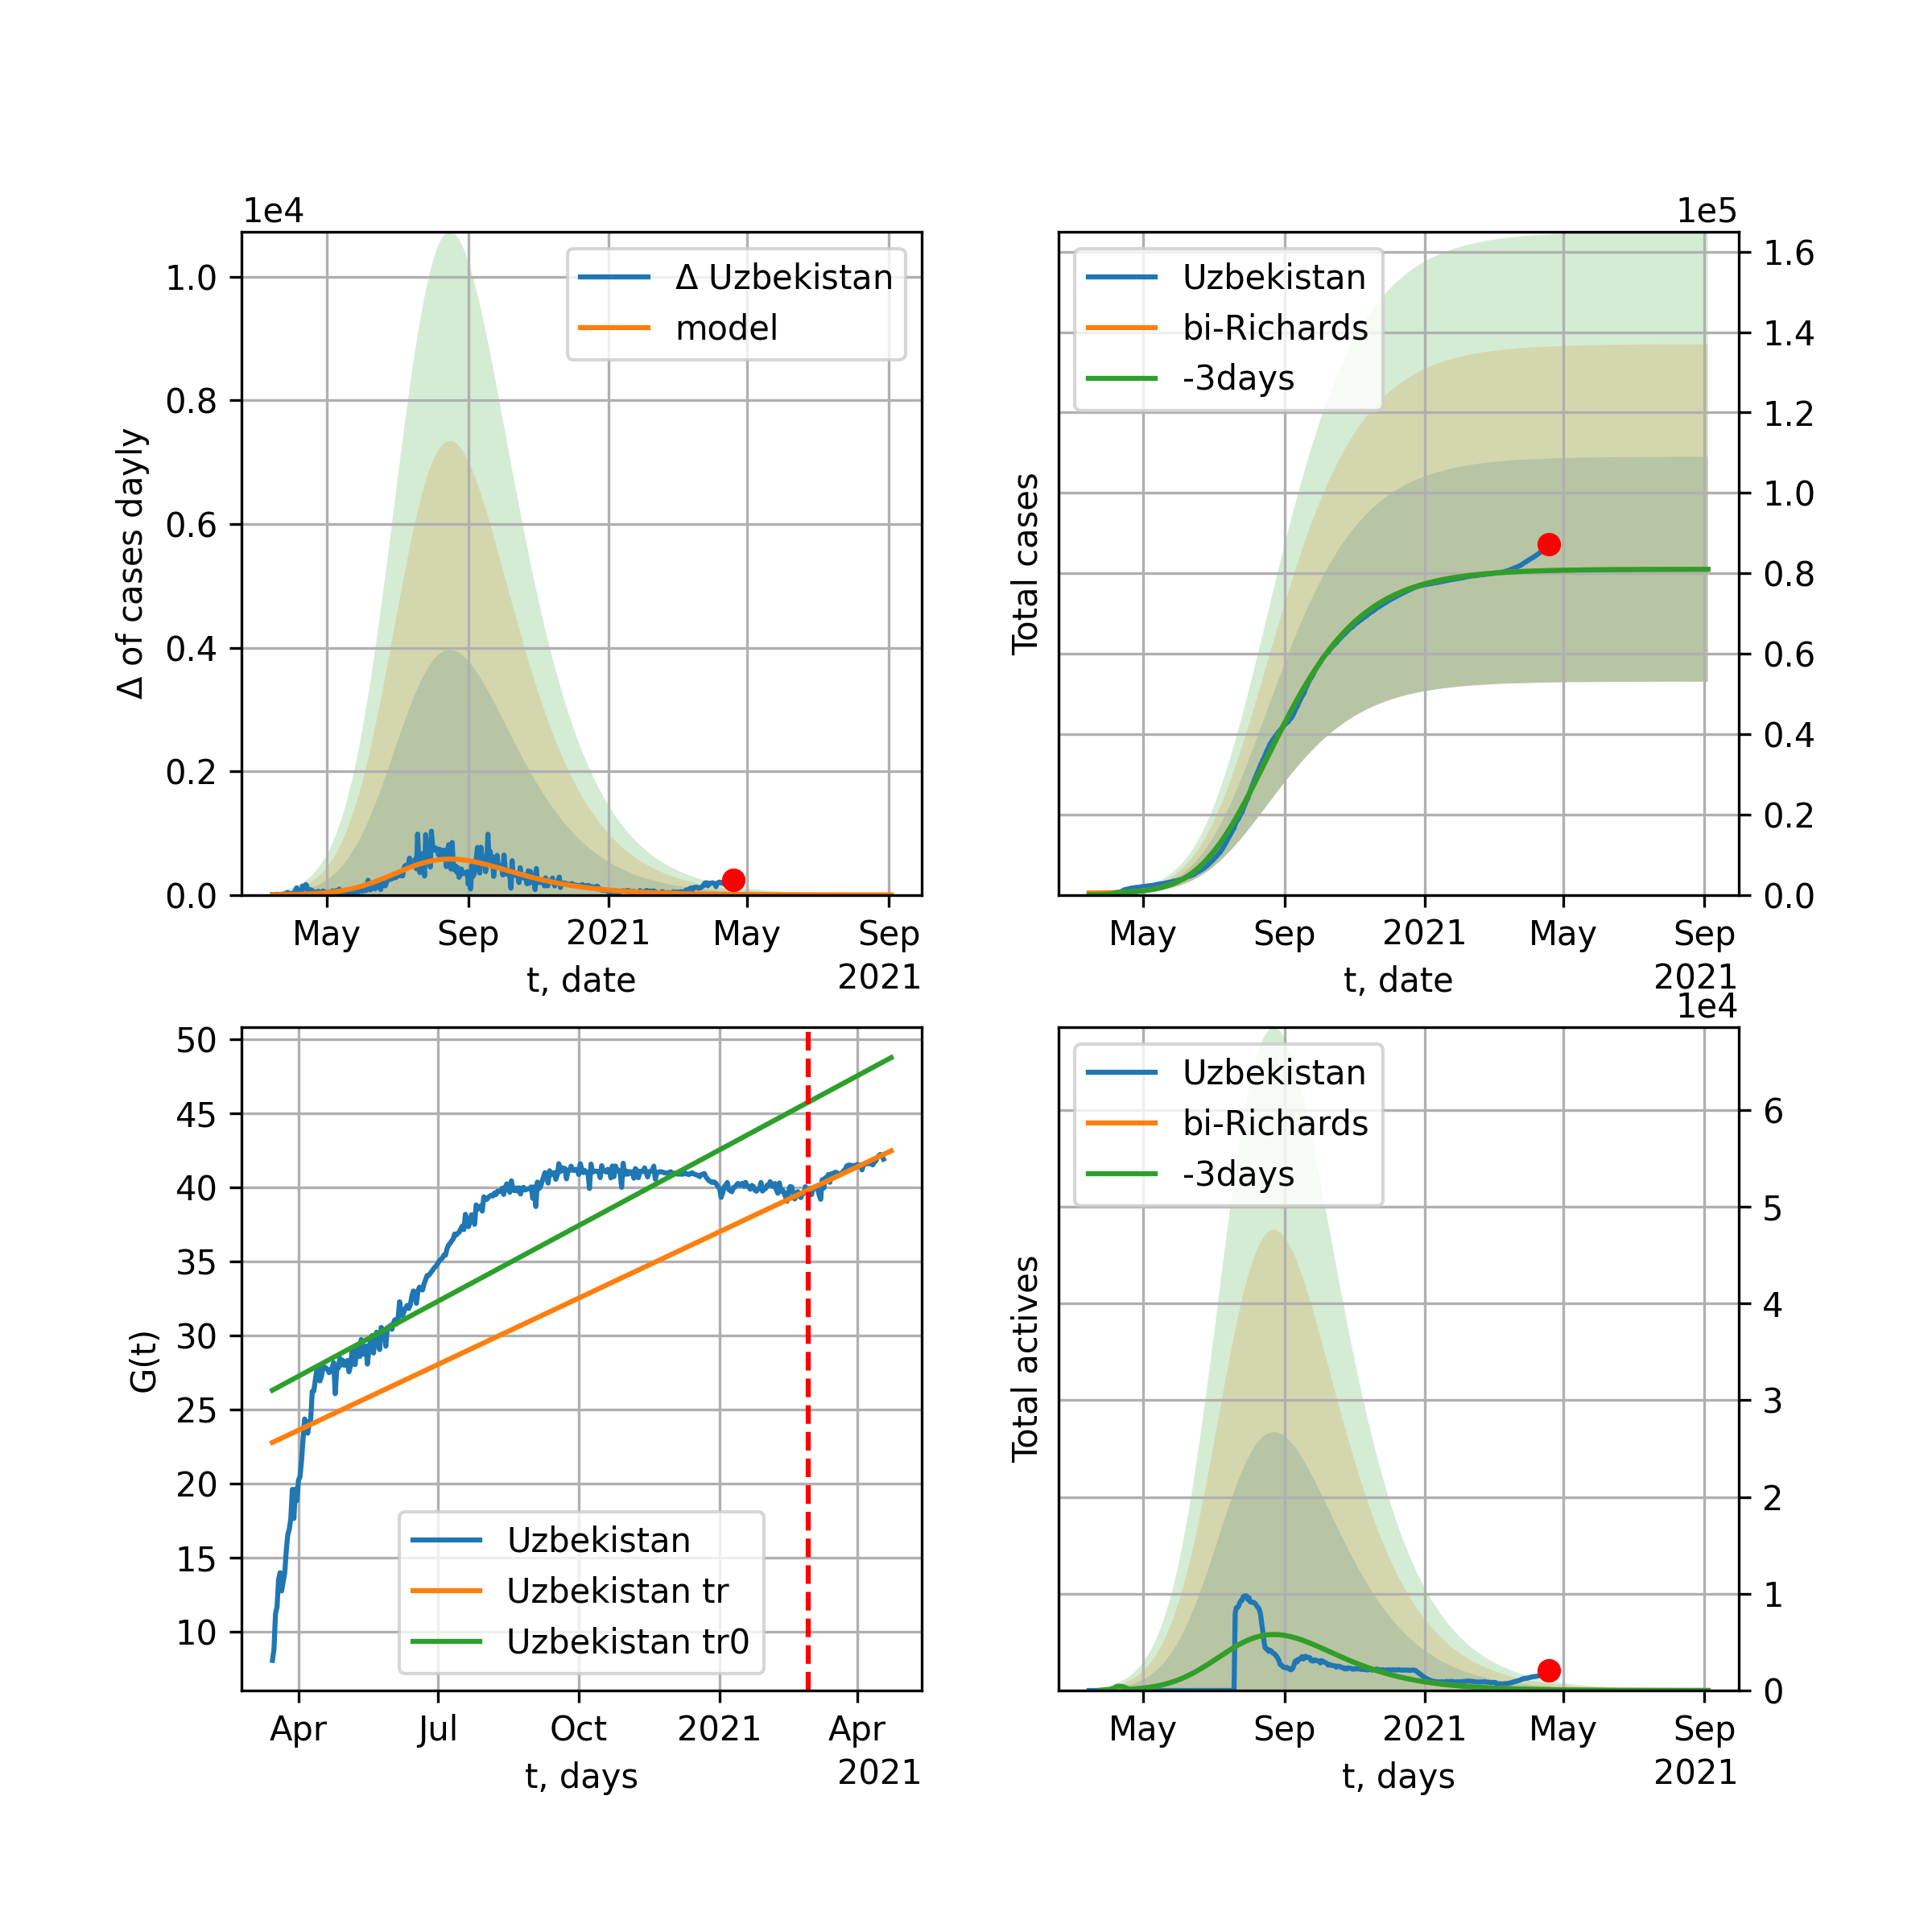 1e4
1.0
0.8
0.6
0.4
0.2
0.0
Δ of cases dayly
Δ Uzbekistan
model
May
Sep
2021
May
Sep
t, date
2021
1e5
Uzbekistan
bi-Richards
-3days
Total cases
1.6
1.4
1.2
1.0
0.8
0.6
0.4
0.2
0.0
May
Sep
2021
May
Sep
t, date
2021
50
45
40
35
30
25
20
15
10
G(t)
Uzbekistan
Uzbekistan tr
Uzbekistan tr0
Apr
Jul
Oct
2021
Apr
t, days
2021
1e4
Uzbekistan
bi-Richards
-3days
Total actives
6
5
4
3
2
1
0
May
Sep
2021
May
Sep
t, days
2021